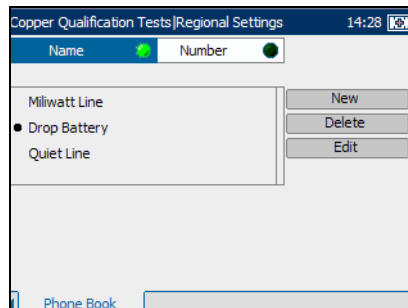 Copper Qualification Tests|Regional Settings 14:28
Name Number
Miliwatt Line New
Drop Battery Delete
Quiet Line Edit
Phone Book